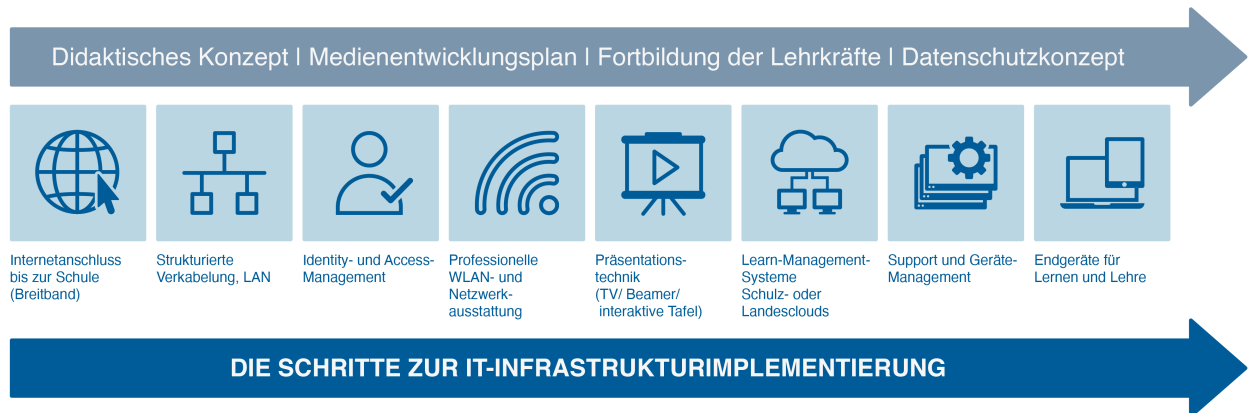 Didaktisches Konzept | Medienentwicklungsplan | Fortbildung der Lehrkräfte | Datenschutzkonzept
Internetanschluss
bis zur Schule
(Breitband)
Strukturierte
Verkabelung, LAN
Identity- und Access-
Management
Professionelle
WLAN- und
Netzwerk-
ausstattung
Präsentations-
technik
(TV/ Beamer/
interaktive Tafel)
Learn-Management-
Systeme
Schulz- oder
Landesclouds
Support und Geräte-
Management
Endgeräte für
Lernen und Lehre
DIE SCHRITTE ZUR IT-INFRASTRUKTURIMPLEMENTIERUNG